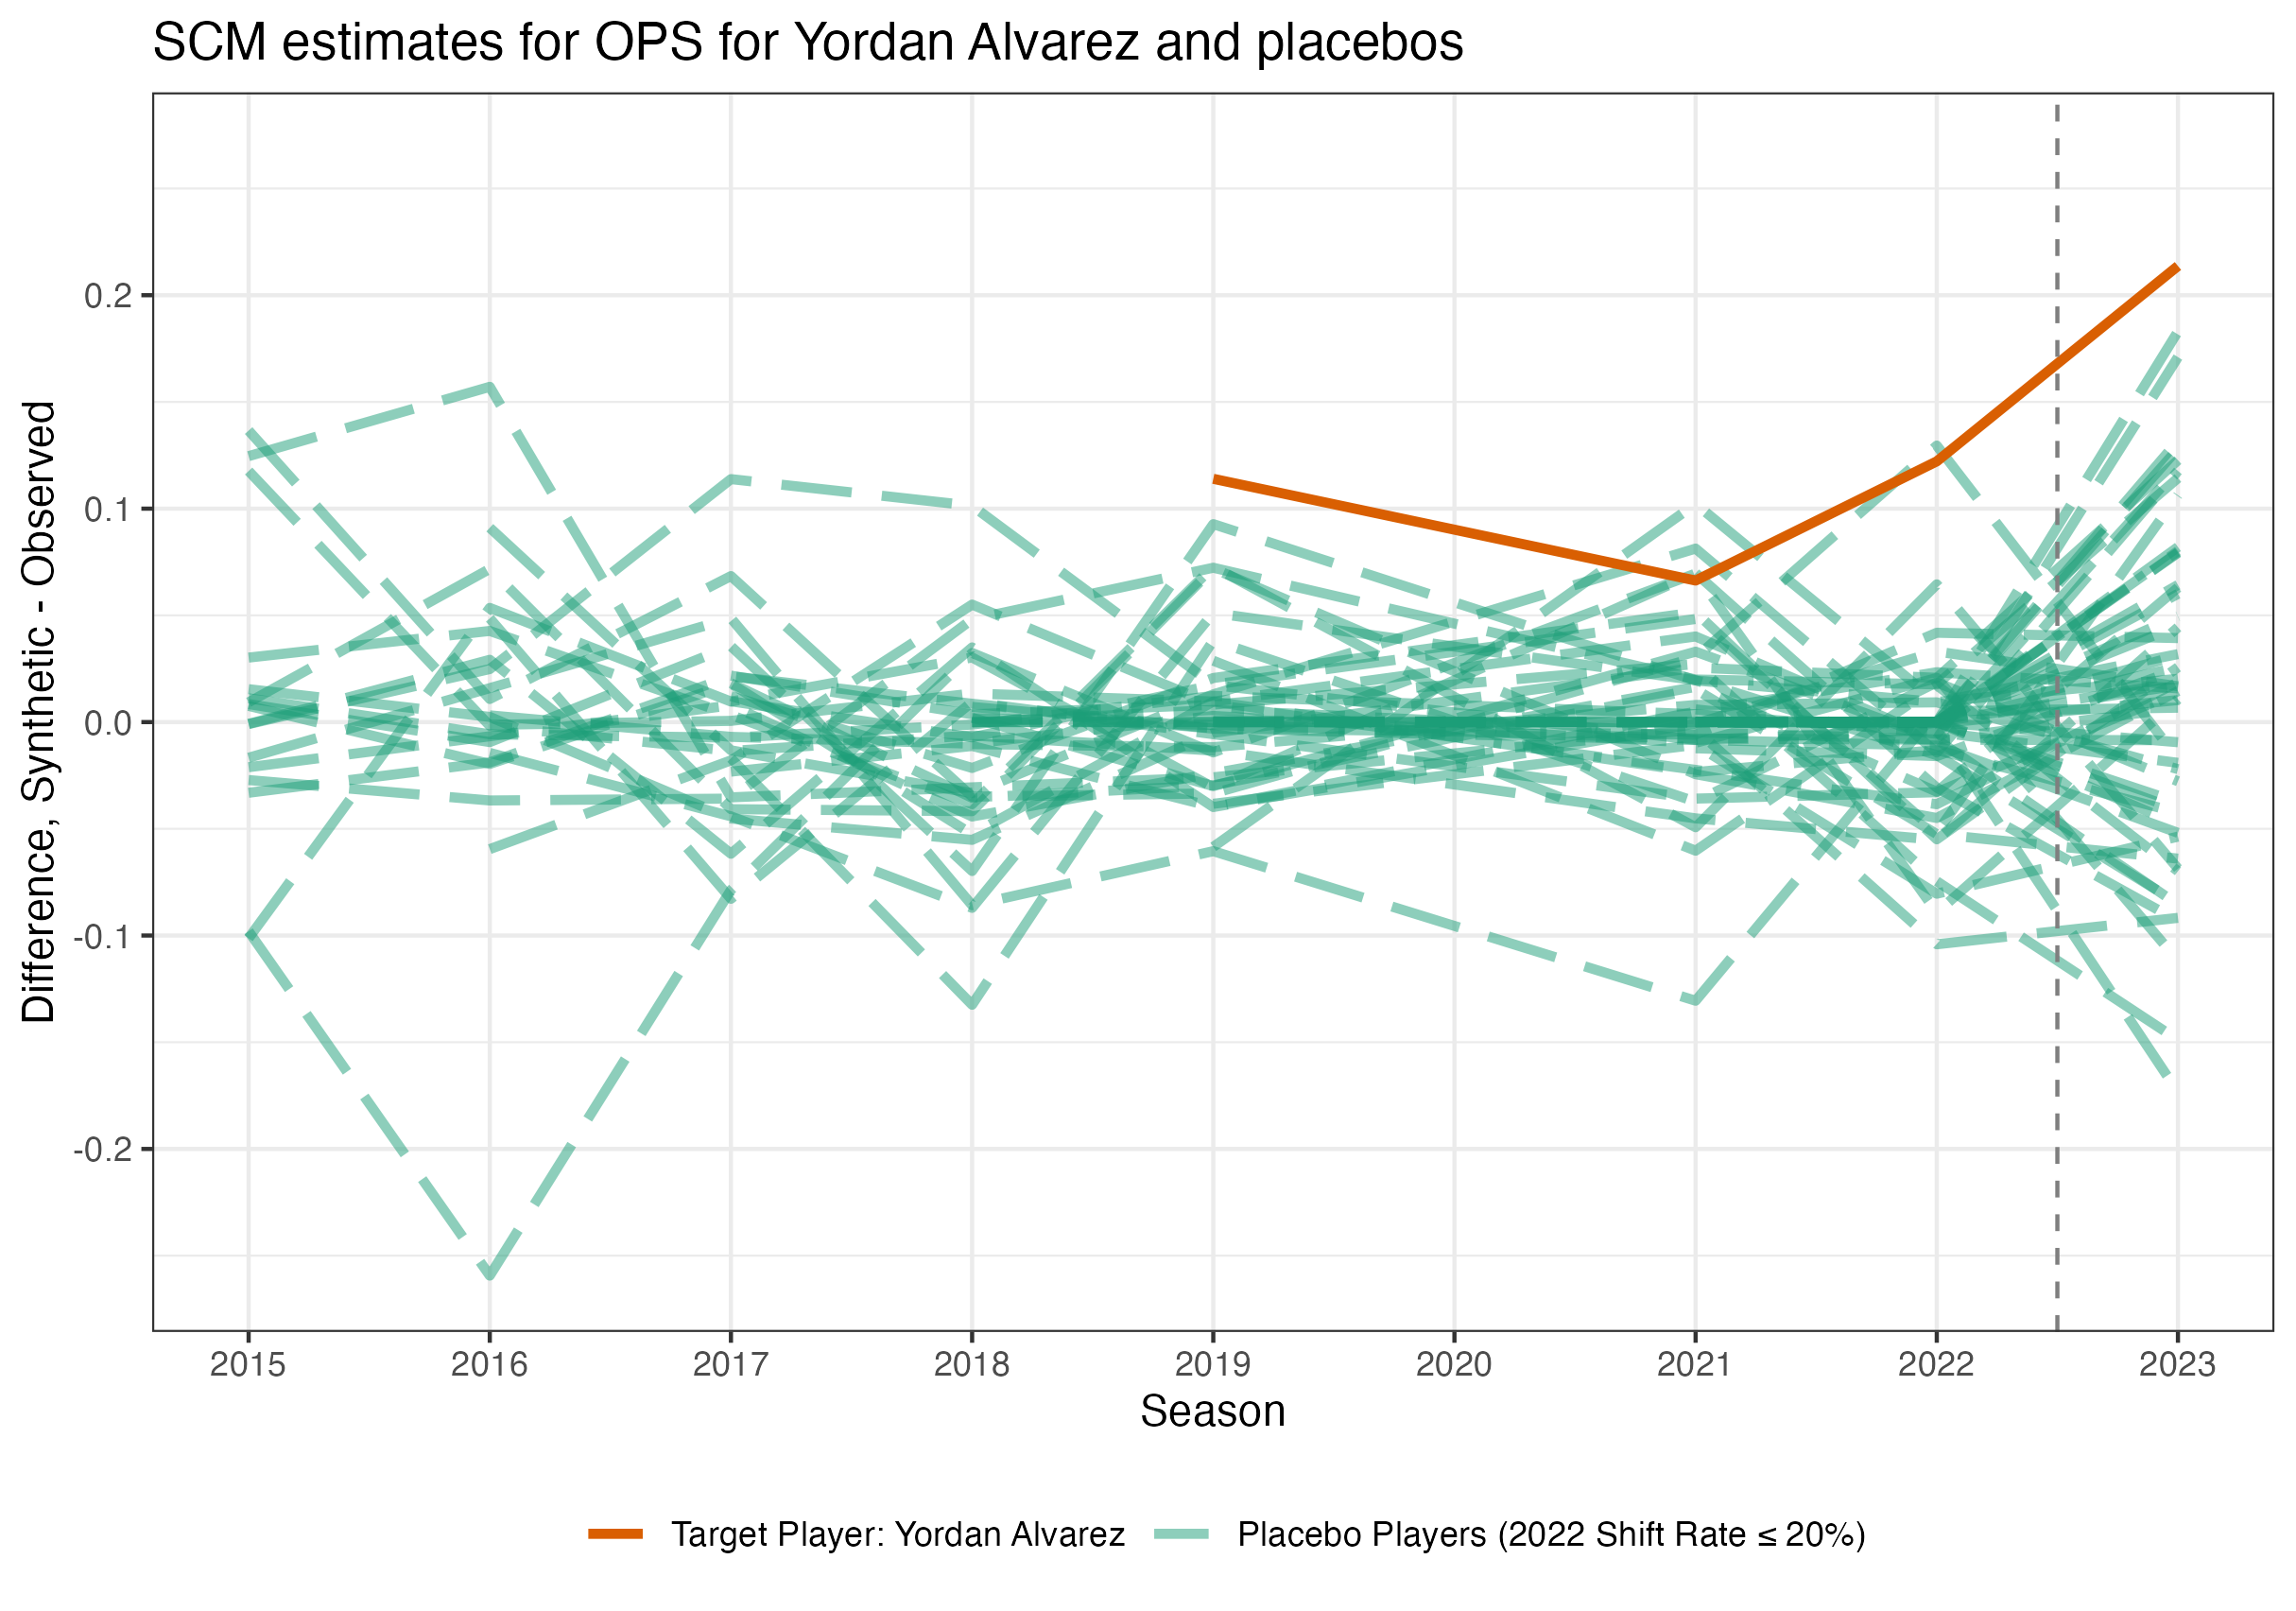 SCM estimates for OPS for Yordan Alvarez and placebos
Difference, Synthetic - Observed
0.2
0.1
0.0
-0.1
-0.2
2015 2016 2017 2018 2019 2020 2021 2022 2023
Season
Target Player: Yordan Alvarez Placebo Players (2022 Shift Rate ≤ 20%)